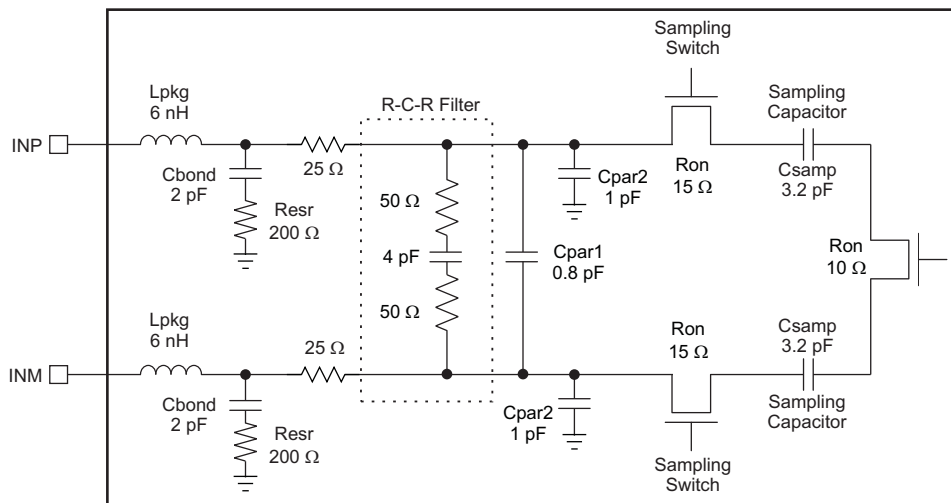 Sampling
Switch
Lpkg
6 nH
R-C-R Filter
Sampling
Capacitor
INP
25 Ω
Cbond
2 pF
Resr
200 Ω
50 Ω
4 pF
50 Ω
Cpar2
1 pF
Cpar1
0.8 pF
Ron
15 Ω
Csamp
3.2 pF
Ron
10 Ω
Lpkg
6 nH
25 Ω
Ron
15 Ω
Csamp
3.2 pF
INM
Cbond
2 pF
Resr
200 Ω
Cpar2
1 pF
Sampling
Capacitor
Sampling
Switch